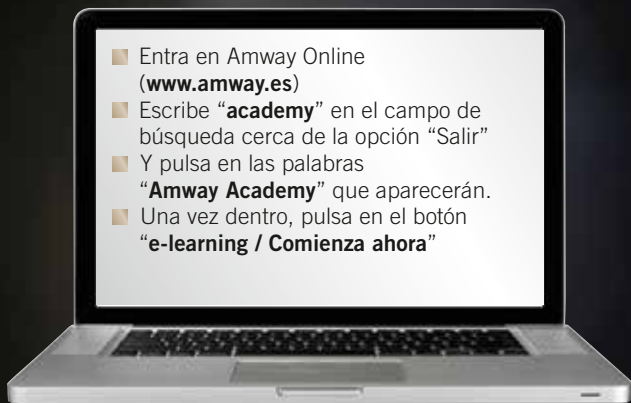 Entra en Amway Online
(www.amway.es)
Escribe “academy” en el campo de
búsqueda cerca de la opción “Salir”
Y pulsa en las palabras
“Amway Academy” que aparecerán.
Una vez dentro, pulsa en el botón
“e-learning / Comienza ahora”